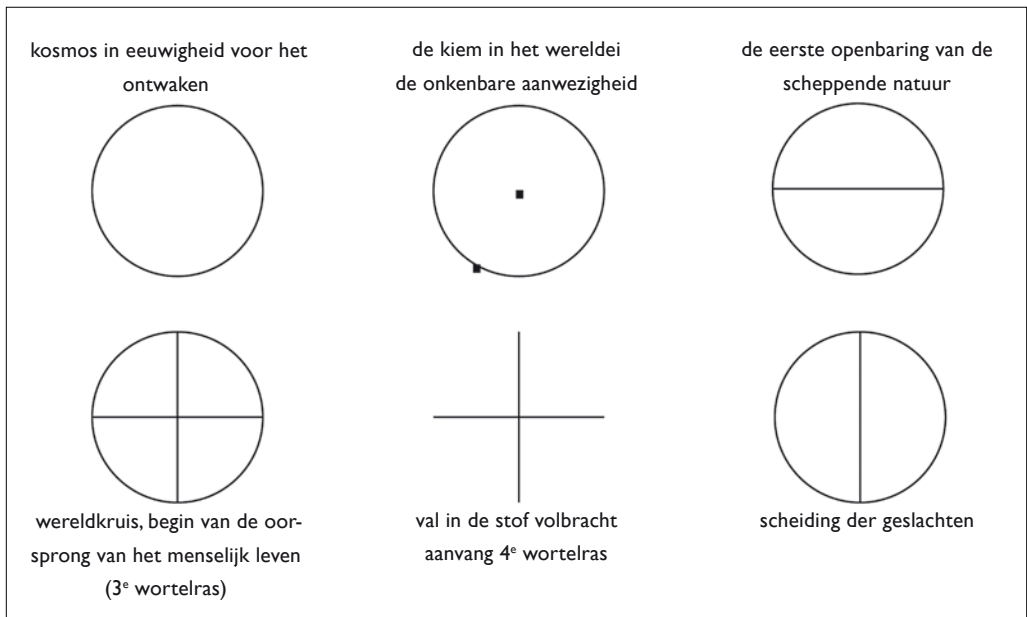 kosmos in eeuwigheid voor het
ontwaken
de kiem in het wereldei
de onkenbare aanwezigheid
de eerste openbaring van de
scheppende natuur
wereldkruis, begin van de oor-
sprong van het menselijk leven
(3e wortelras)
val in de stof volbracht
aanvang 4e wortelras
scheiding der geslachten